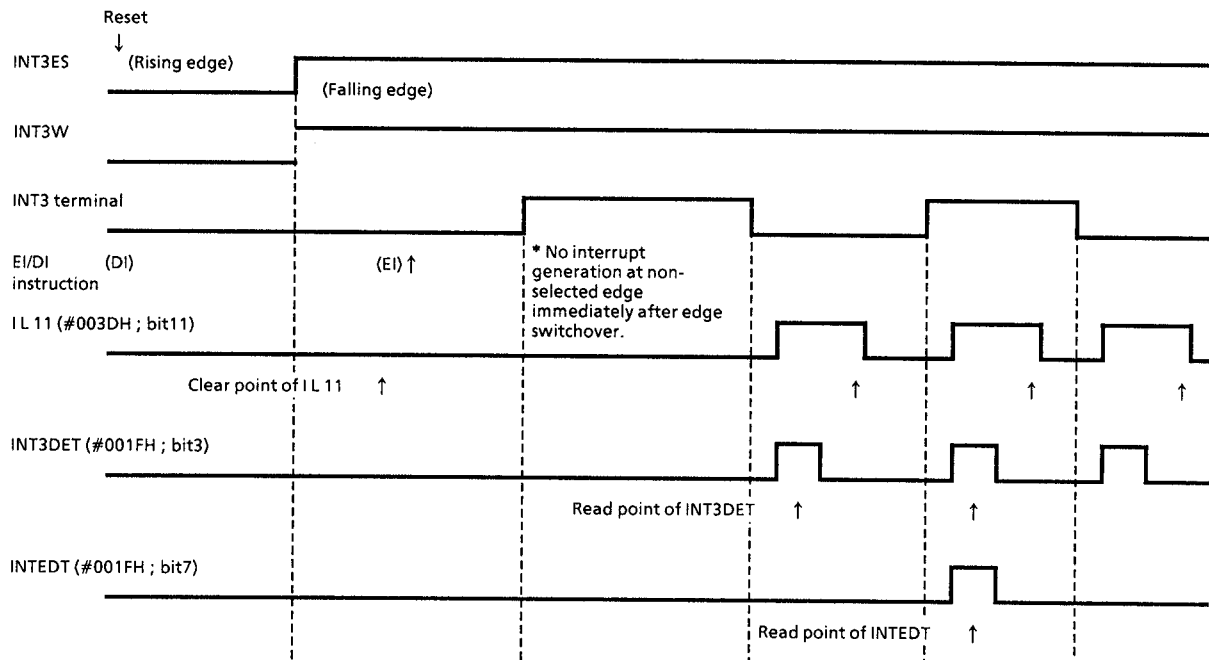 Reset
↓
INT3ES (Rising edge)
(Falling edge)
INT3W
INT3 terminal
* No interrupt
generation at non-
selected edge
immediately after edge
switchover.
EI/DI (DI) (EI) ↑
instruction
I L 11 (#003DH ; bit11)
Clear point of I L 11 ↑ ↑ ↑ ↑
INT3DET (#001FH ; bit3)
Read point of INT3DET ↑ ↑
INTEDT (#001FH ; bit7)
Read point of INTEDT ↑